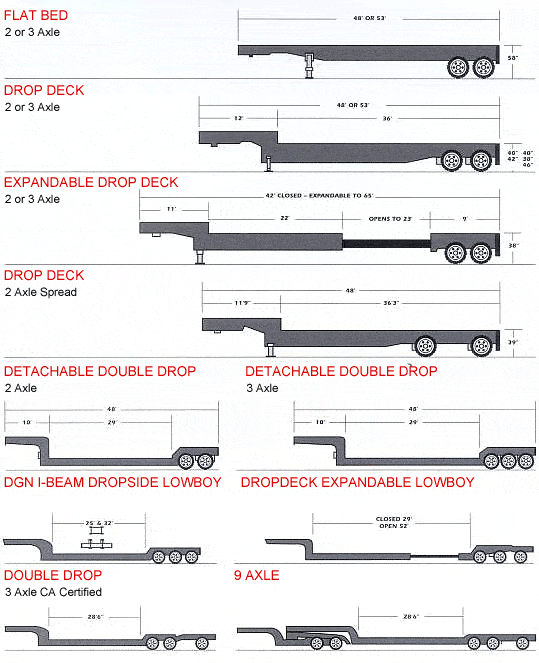 FLAT BED
2 or 3 Axle
48' OR 53'
58"
DROP DECK
2 or 3 Axle
48' OR 53'
12'
36'
40" 40"
42" 38"
46"
EXPANDABLE DROP DECK
2 or 3 Axle
42' CLOSED - EXPANDABLE TO 65'
11'
22'
OPENS TO 23'
9'
38"
DROP DECK
2 Axle Spread
48'
11'9"
36'3"
39"
DETACHABLE DOUBLE DROP
2 Axle
48'
10'
29'
DETACHABLE DOUBLE DROP
3 Axle
48'
10'
29'
DGN I-BEAM DROPSIDE LOWBOY
25' & 32'
DROPDECK EXPANDABLE LOWBOY
CLOSED 29'
OPEN 52'
DOUBLE DROP
3 Axle CA Certified
28'6"
9 AXLE
28'6"